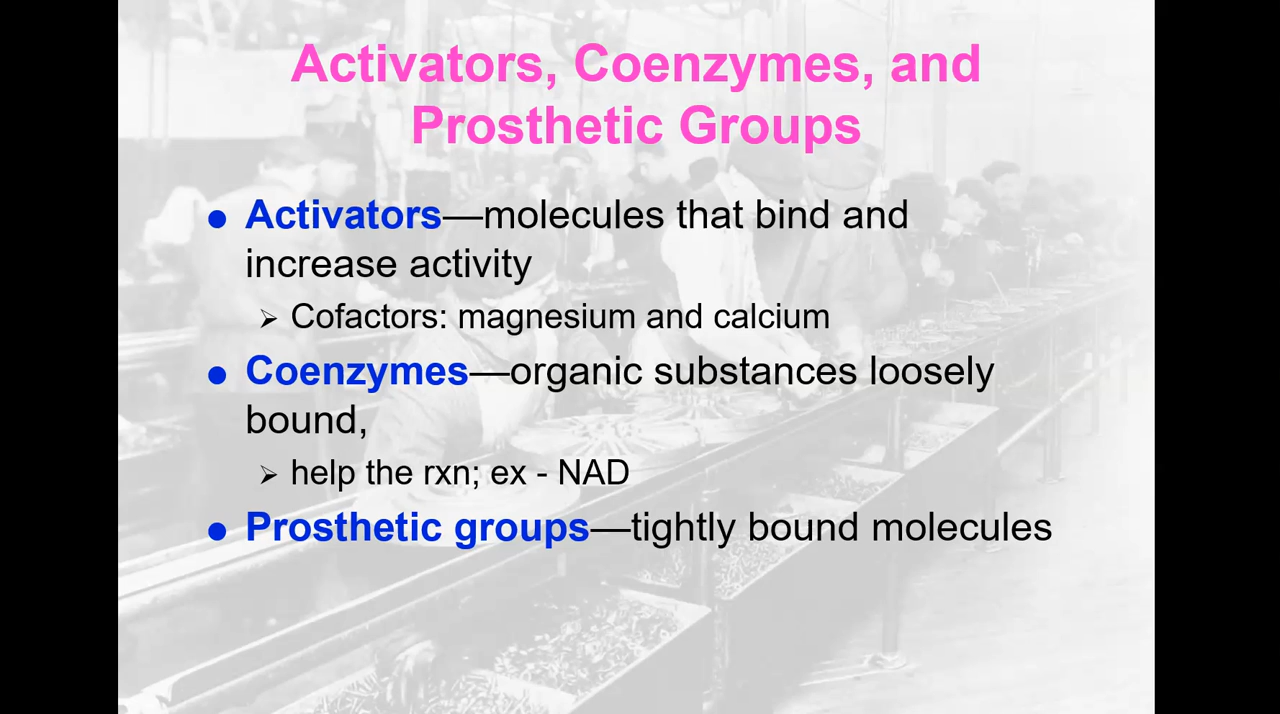 Activators, Coenzymes, and
Prosthetic Groups
● Activators—molecules that bind and
increase activity
➢ Cofactors: magnesium and calcium
● Coenzymes—organic substances loosely
bound,
➢ help the rxn; ex - NAD
● Prosthetic groups—tightly bound molecules